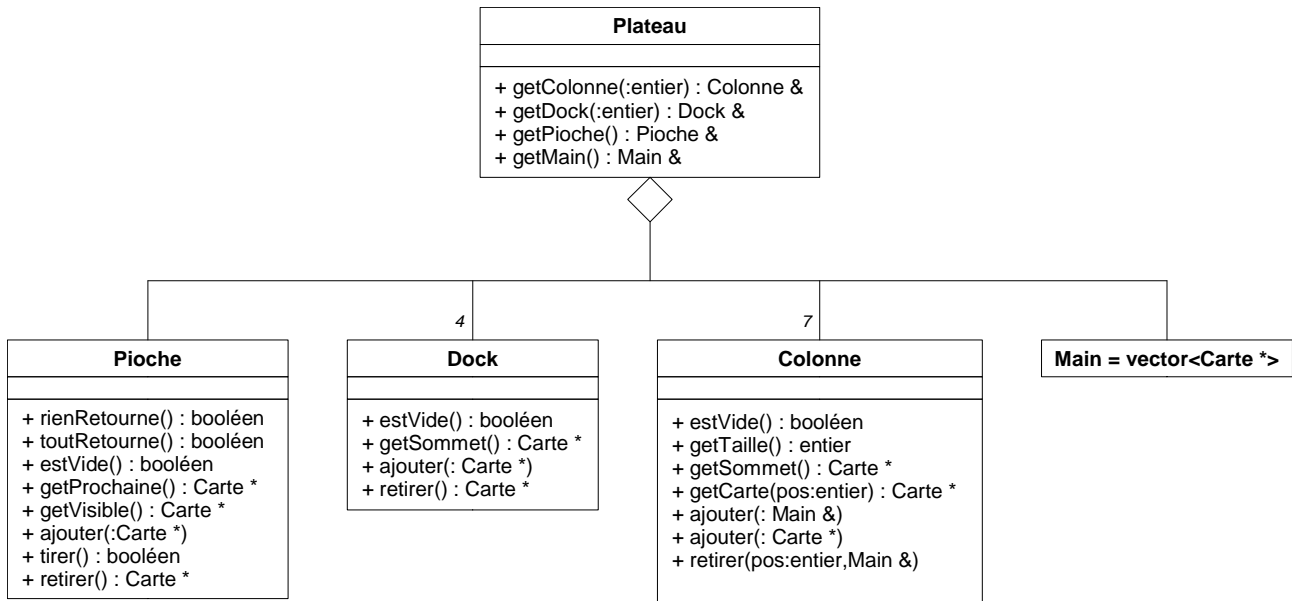 Plateau
+ getColonne(:entier) : Colonne &
+ getDock(:entier) : Dock &
+ getPioche() : Pioche &
+ getMain() : Main &
4
7
Pioche
+ rienRetourne() : booléen
+ toutRetourne() : booléen
+ estVide() : booléen
+ getProchaine() : Carte *
+ getVisible() : Carte *
+ ajouter(:Carte *)
+ tirer() : booléen
+ retirer() : Carte *
Dock
+ estVide() : booléen
+ getSommet() : Carte *
+ ajouter(: Carte *)
+ retirer() : Carte *
Colonne
+ estVide() : booléen
+ getTaille() : entier
+ getSommet() : Carte *
+ getCarte(pos:entier) : Carte *
+ ajouter(: Main &)
+ ajouter(: Carte *)
+ retirer(pos:entier,Main &)
Main = vector<Carte *>